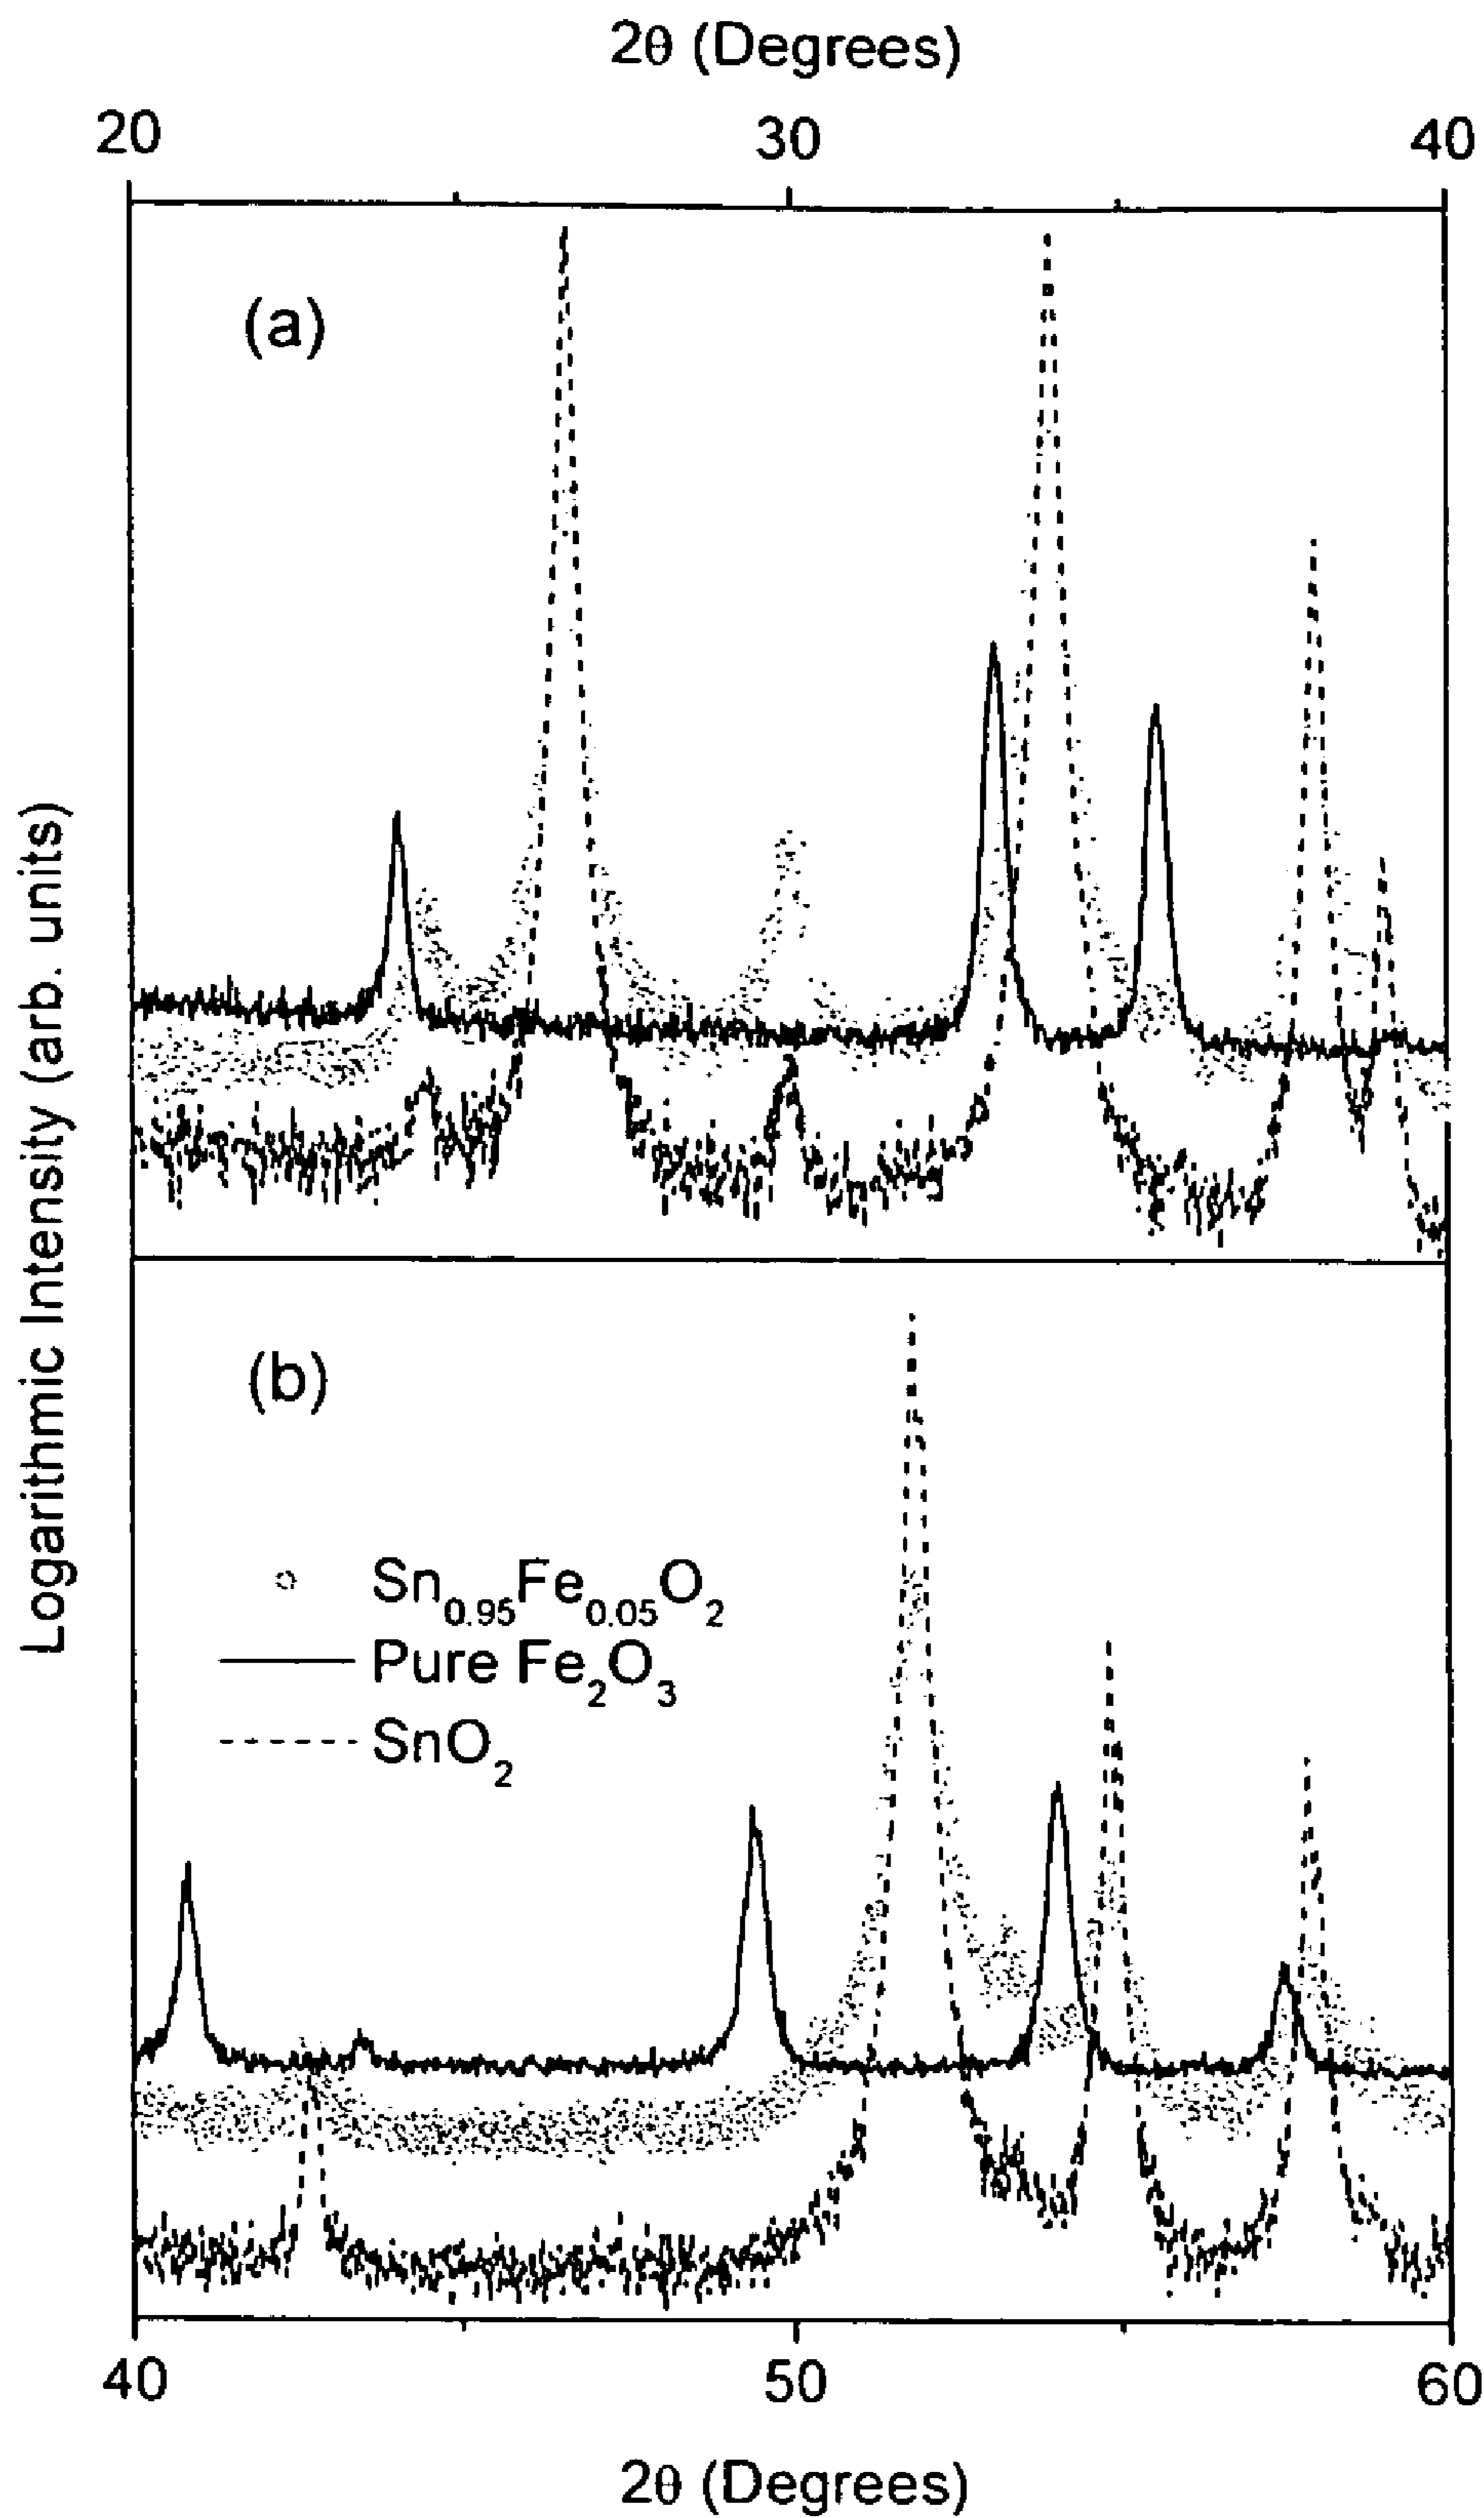 2θ (Degrees)
20 30 40
(a)
Logarithmic Intensity (arb. units)
(b)
Sn0.95Fe0.05O2
Pure Fe2O3
SnO2
40 50 60
2θ (Degrees)